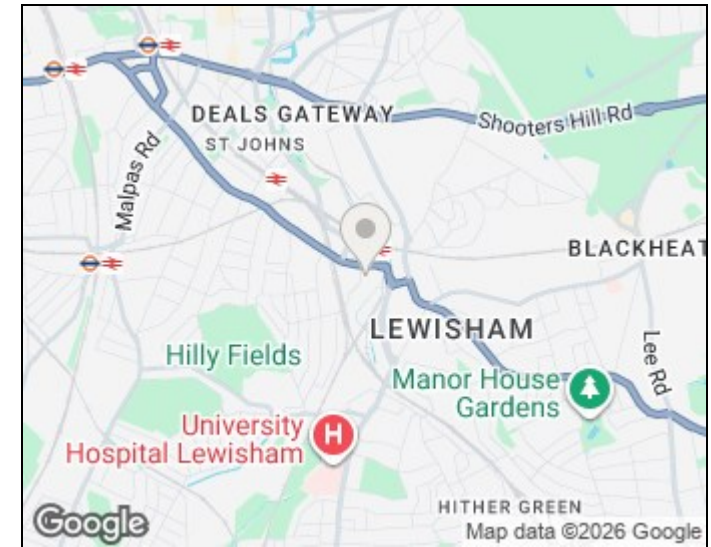 DEALS GATEWAY
ST JOHNS
Shooters Hill Rd
Malpas Rd
BLACKHEAT
LEWISHAM
Hilly Fields
Lee Rd
Manor House
Gardens
University
Hospital Lewisham
H
HITHER GREEN
Google
Map data ©2026 Google